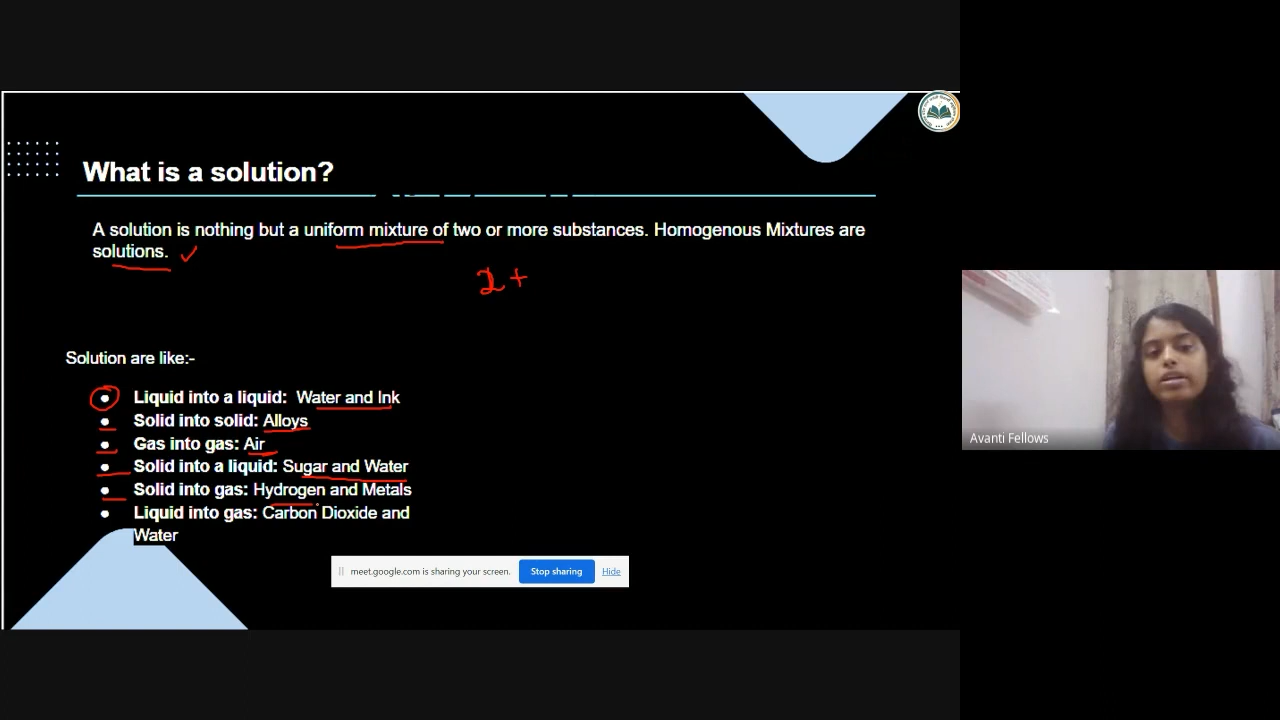 What is a solution?
A solution is nothing but a uniform mixture of two or more substances. Homogenous Mixtures are
solutions.
2+
Solution are like:-
Liquid into a liquid: Water and Ink
Solid into solid: Alloys
Gas into gas: Air
Solid into a liquid: Sugar and Water
Solid into gas: Hydrogen and Metals
Liquid into gas: Carbon Dioxide and
Water
meet.google.com is sharing your screen. Stop sharing Hide
Avanti Fellows